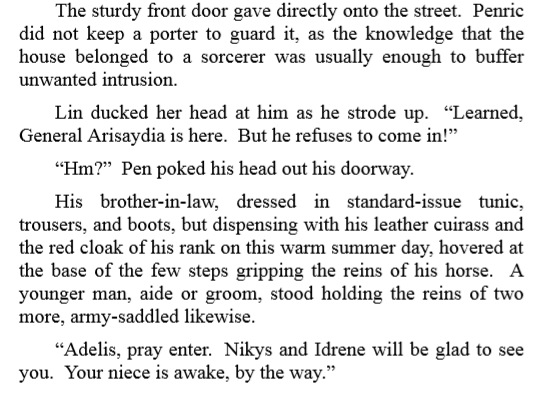 The sturdy front door gave directly onto the street.  Penric
did not keep a porter to guard it, as the knowledge that the
house belonged to a sorcerer was usually enough to buffer
unwanted intrusion.
Lin ducked her head at him as he strode up.  “Learned,
General Arisaydia is here.  But he refuses to come in!”
“Hm?”  Pen poked his head out his doorway.
His brother-in-law, dressed in standard-issue tunic,
trousers, and boots, but dispensing with his leather cuirass and
the red cloak of his rank on this warm summer day, hovered at
the base of the few steps gripping the reins of his horse.  A
younger man, aide or groom, stood holding the reins of two
more, army-saddled likewise.
“Adelis, pray enter.  Nikys and Idrene will be glad to see
you.  Your niece is awake, by the way.”